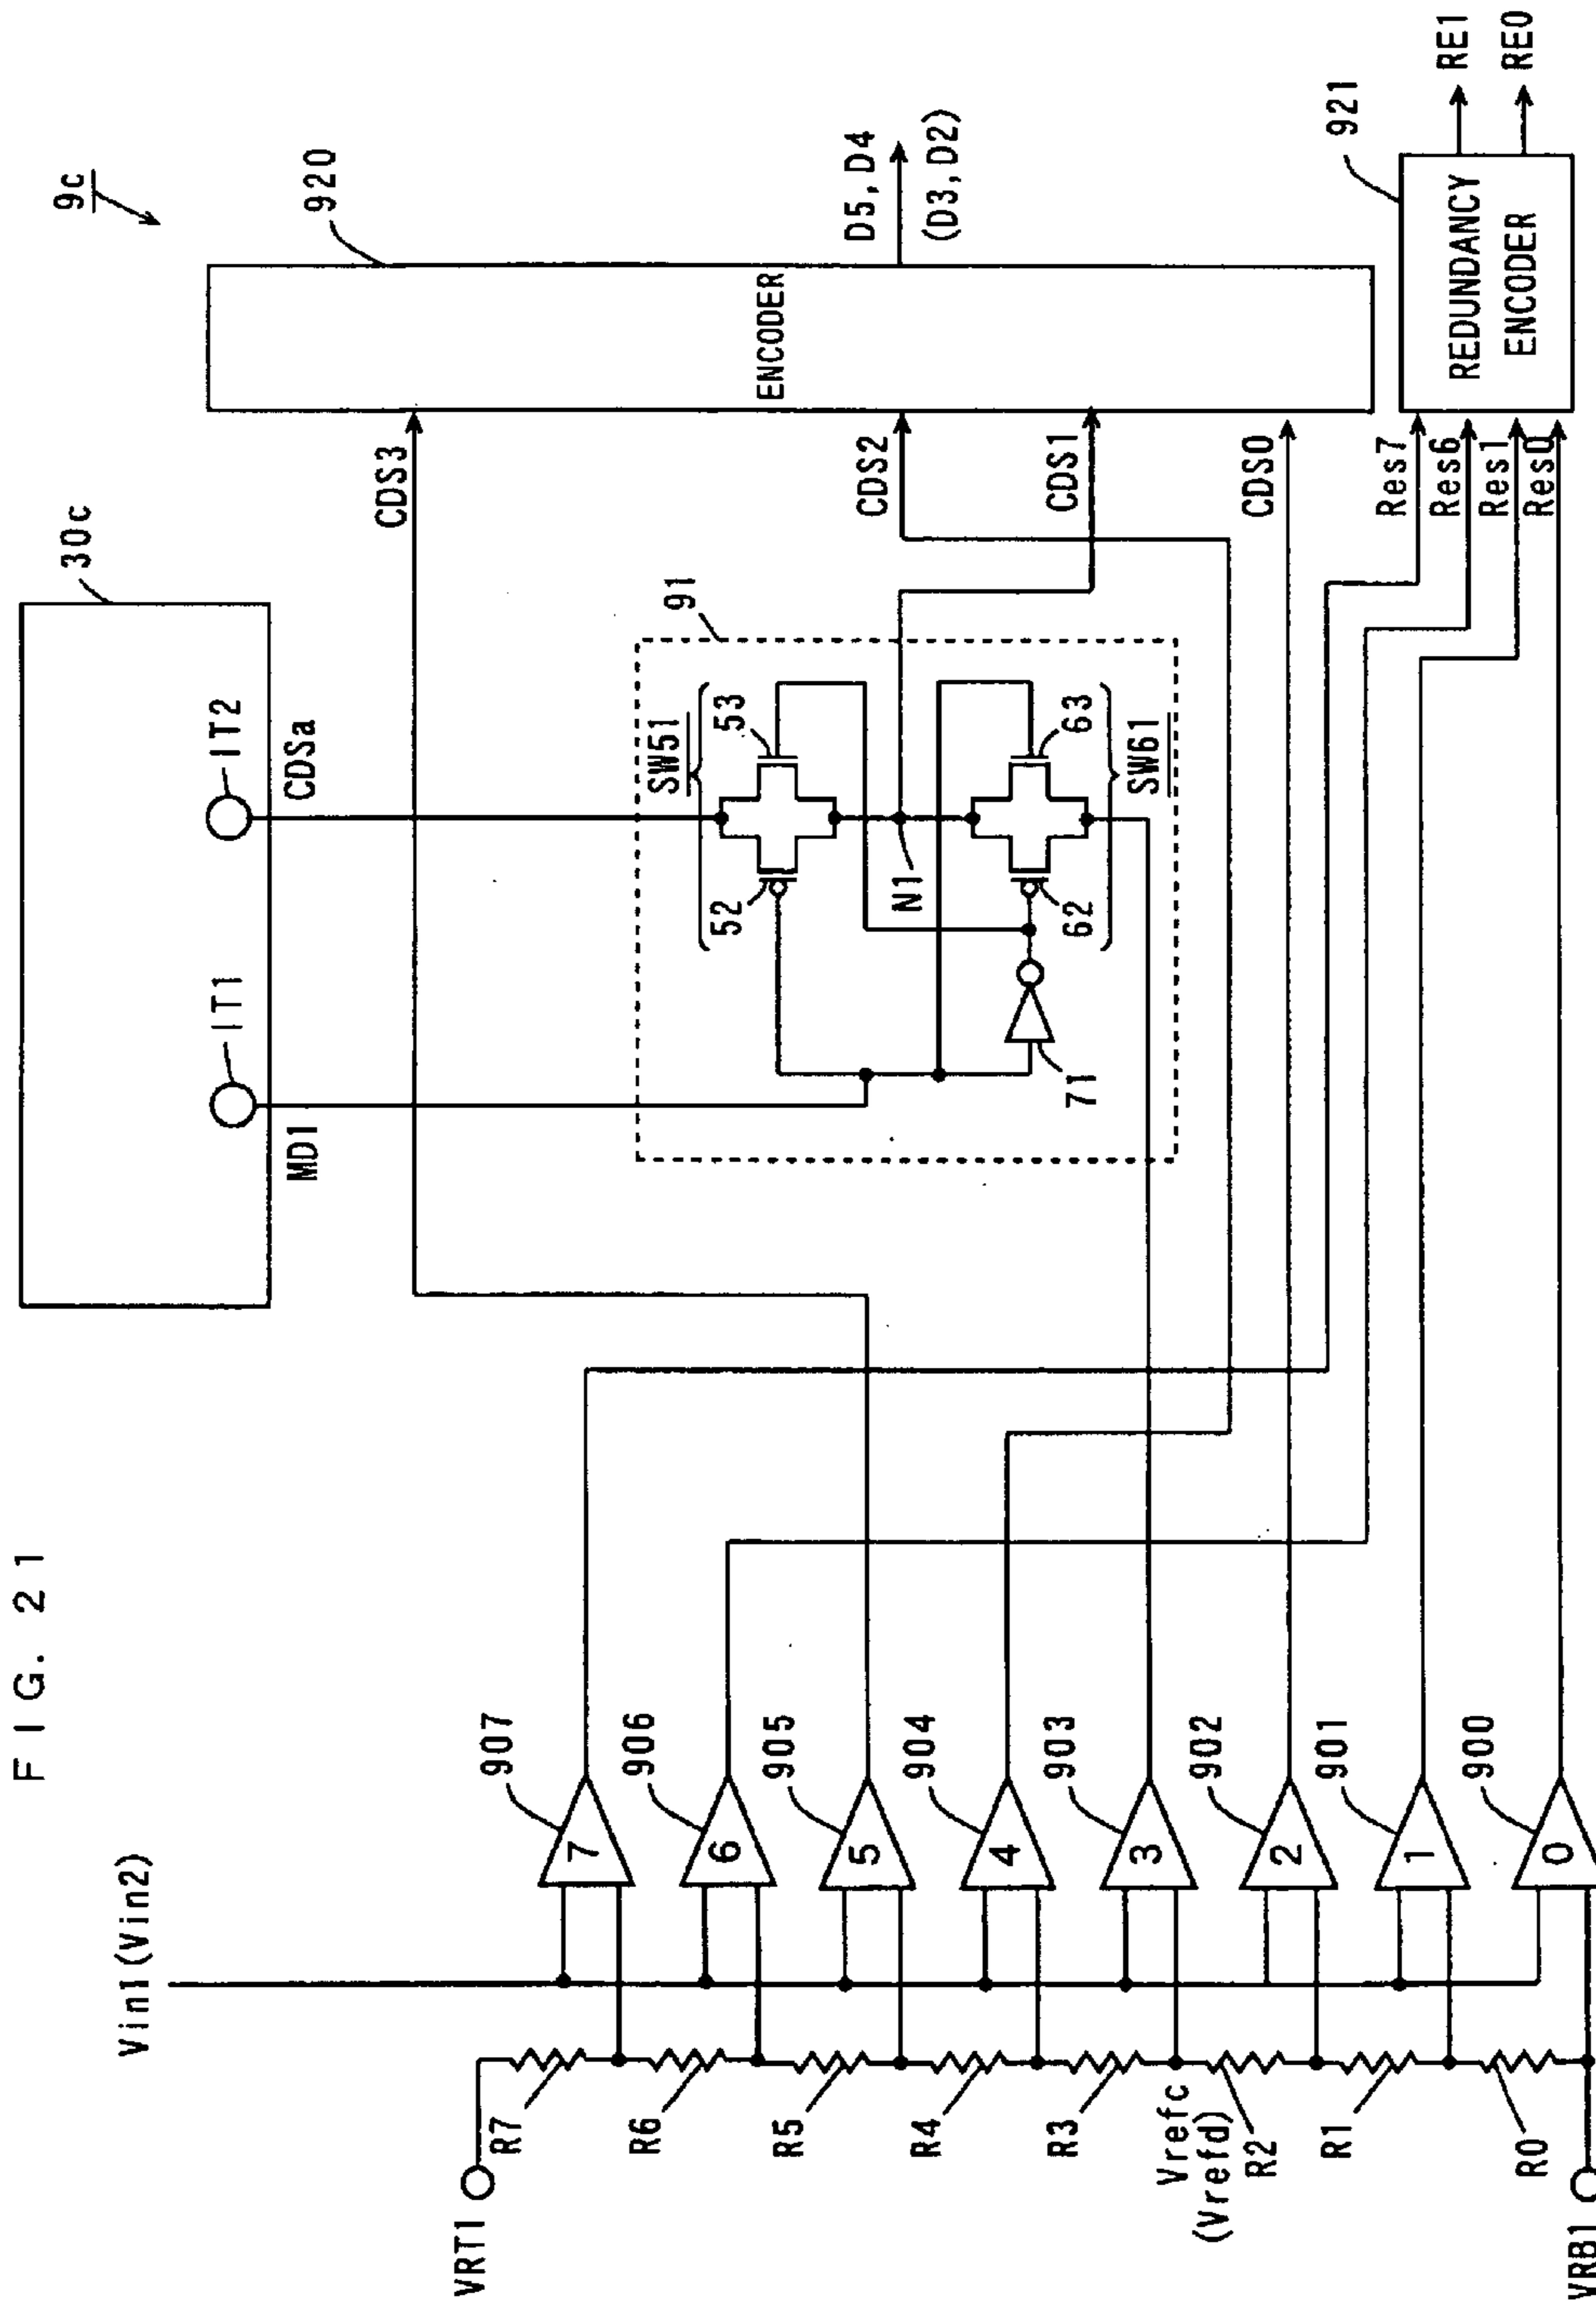 FIG. 21
9c
30c
IT1
IT2
MD1
CDSa
920
ENCODER
D5, D4
(D3, D2)
CDS3
CDS2
CDS1
CDS0
91
SW51
52
53
N1
62
63
SW61
71
921
REDUNDANCY
ENCODER
RE1
RE0
Res7
Res6
Res1
Res0
Vin1(Vin2)
VRT1
R7
R6
R5
R4
R3
Vrefc
(Vrefd)
R2
R1
R0
VRB1
7
907
6
906
5
905
4
904
3
903
2
902
1
901
0
900